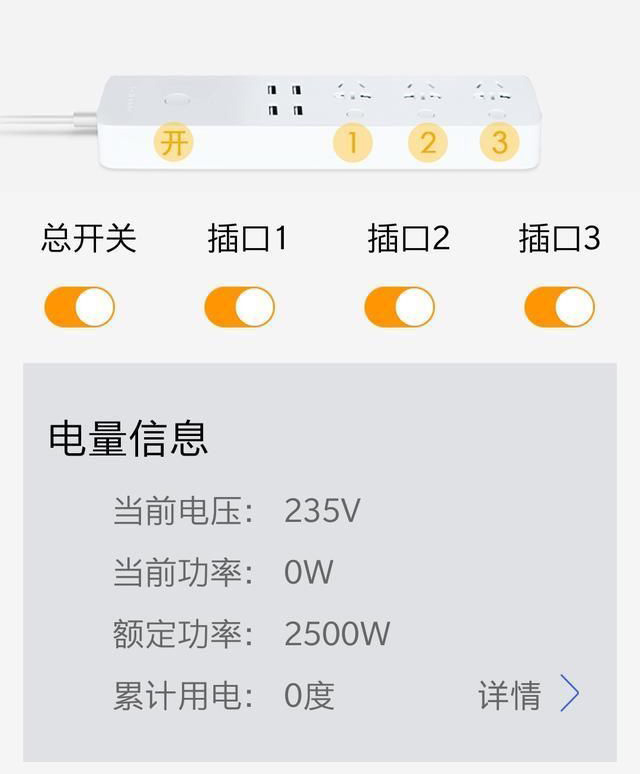 开 1 2 3
总开关 插口1 插口2 插口3
电量信息
当前电压： 235V
当前功率： 0W
额定功率： 2500W
累计用电： 0度 详情